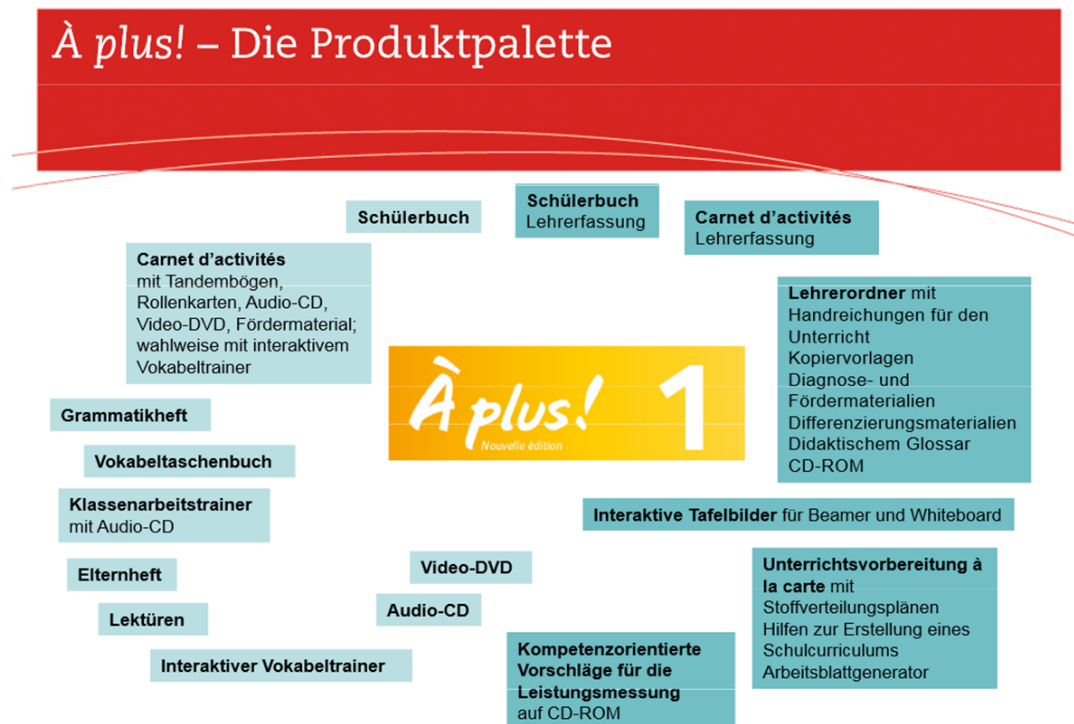 À plus! – Die Produktpalette
Schülerbuch
Schülerbuch
Lehrerfassung
Carnet d’activités
Lehrerfassung
Carnet d’activités
mit Tandembögen,
Rollenkarten, Audio-CD,
Video-DVD, Fördermaterial;
wahlweise mit interaktivem
Vokabeltrainer
Lehrerordner mit
Handreichungen für den
Unterricht
Kopiervorlagen
Diagnose- und
Fördermaterialien
Differenzierungsmaterialien
Didaktischem Glossar
CD-ROM
À plus! 1
Nouvelle édition
Grammatikheft
Vokabeltaschenbuch
Klassenarbeitstrainer
mit Audio-CD
Interaktive Tafelbilder für Beamer und Whiteboard
Elternheft
Video-DVD
Lektüren
Audio-CD
Interaktiver Vokabeltrainer
Unterrichtsvorbereitung à
la carte mit
Stoffverteilungsplänen
Hilfen zur Erstellung eines
Schulcurriculums
Arbeitsblattgenerator
Kompetenzorientierte
Vorschläge für die
Leistungsmessung
auf CD-ROM